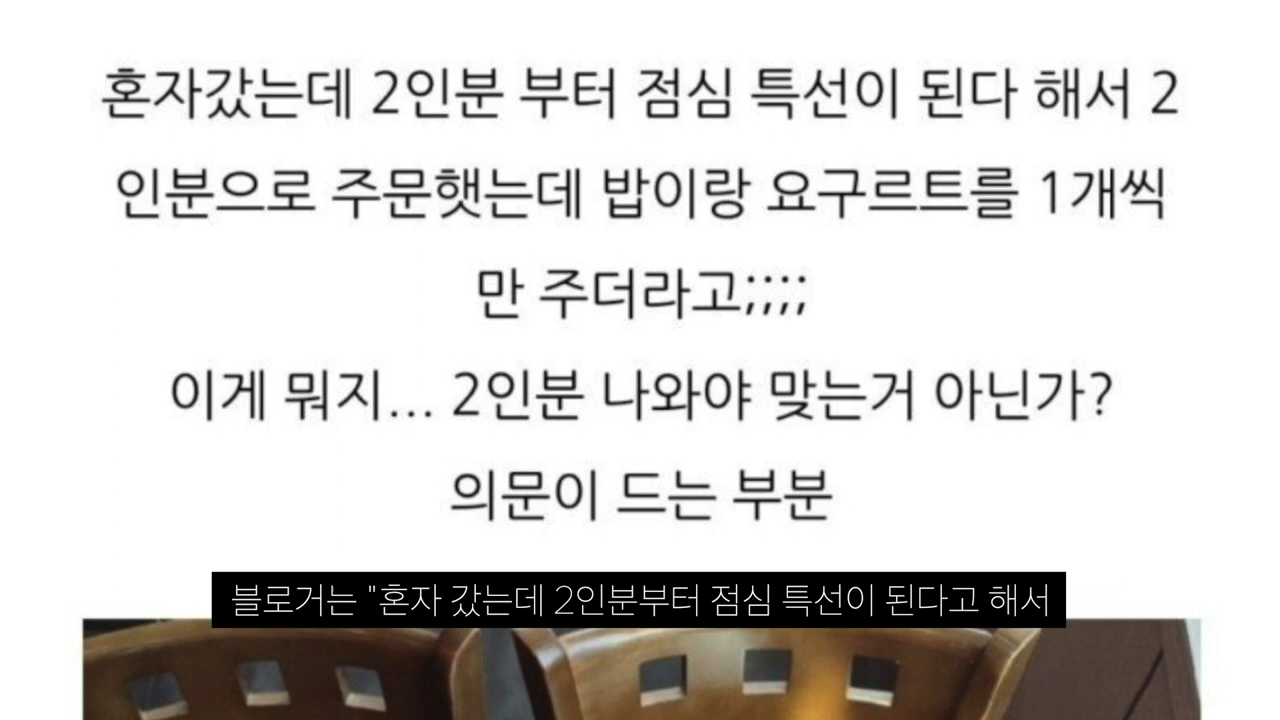 혼자갔는데 2인분 부터 점심 특선이 된다 해서 2
인분으로 주문햇는데 밥이랑 요구르트를 1개씩
만 주더라고;;;;
이게 뭐지... 2인분 나와야 맞는거 아닌가?
의문이 드는 부분
블로거는 "혼자 갔는데 2인분부터 점심 특선이 된다고 해서